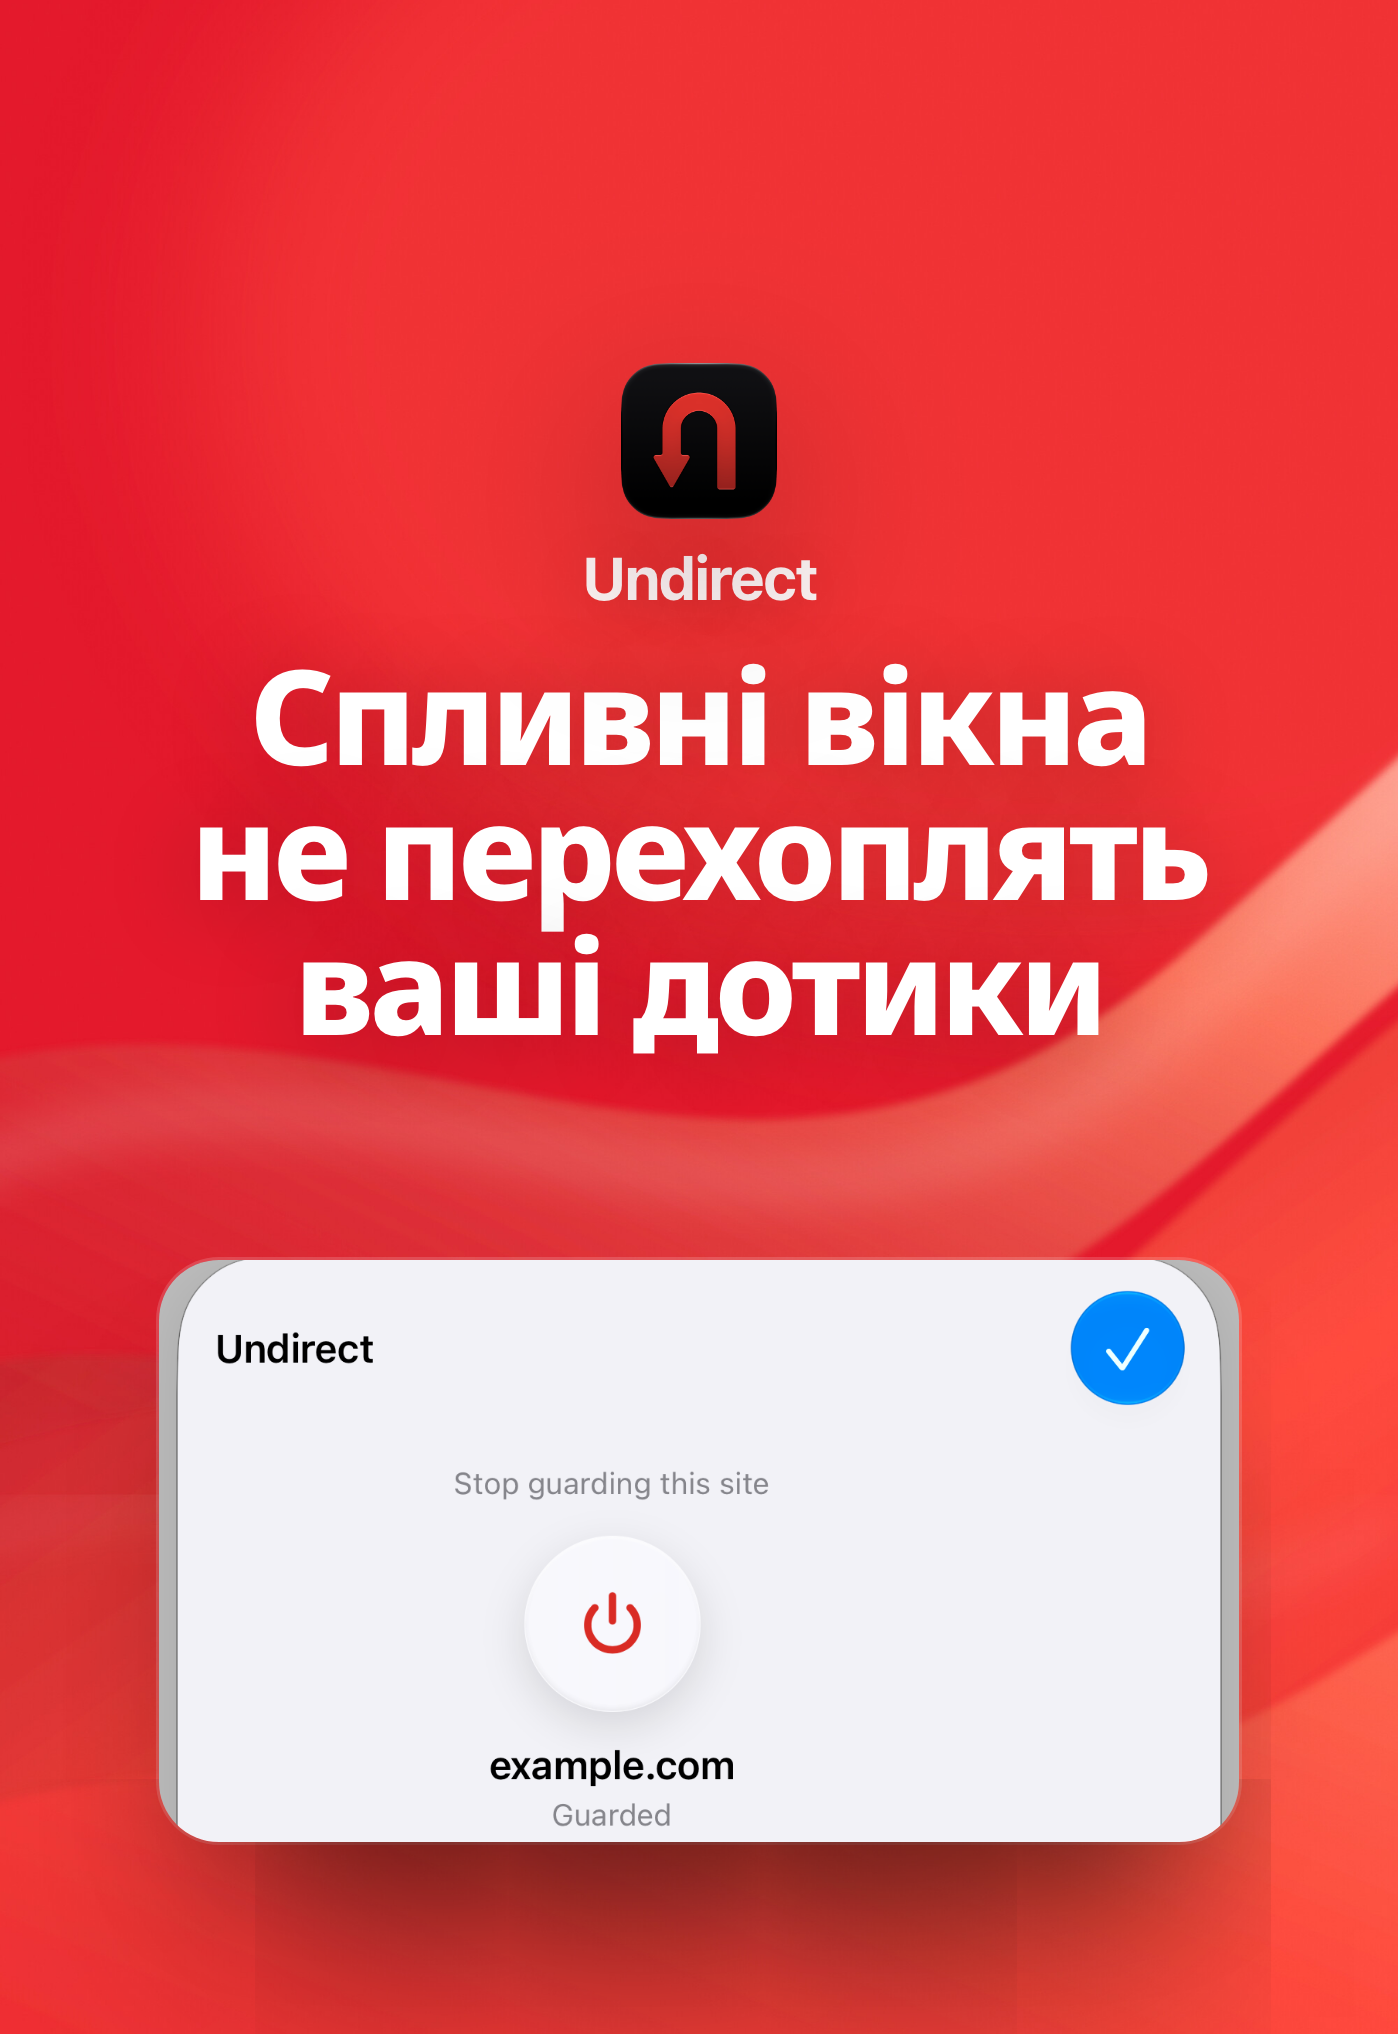 Undirect
Спливні вікна
не перехоплять
ваші дотики
Undirect
Stop guarding this site
example.com
Guarded